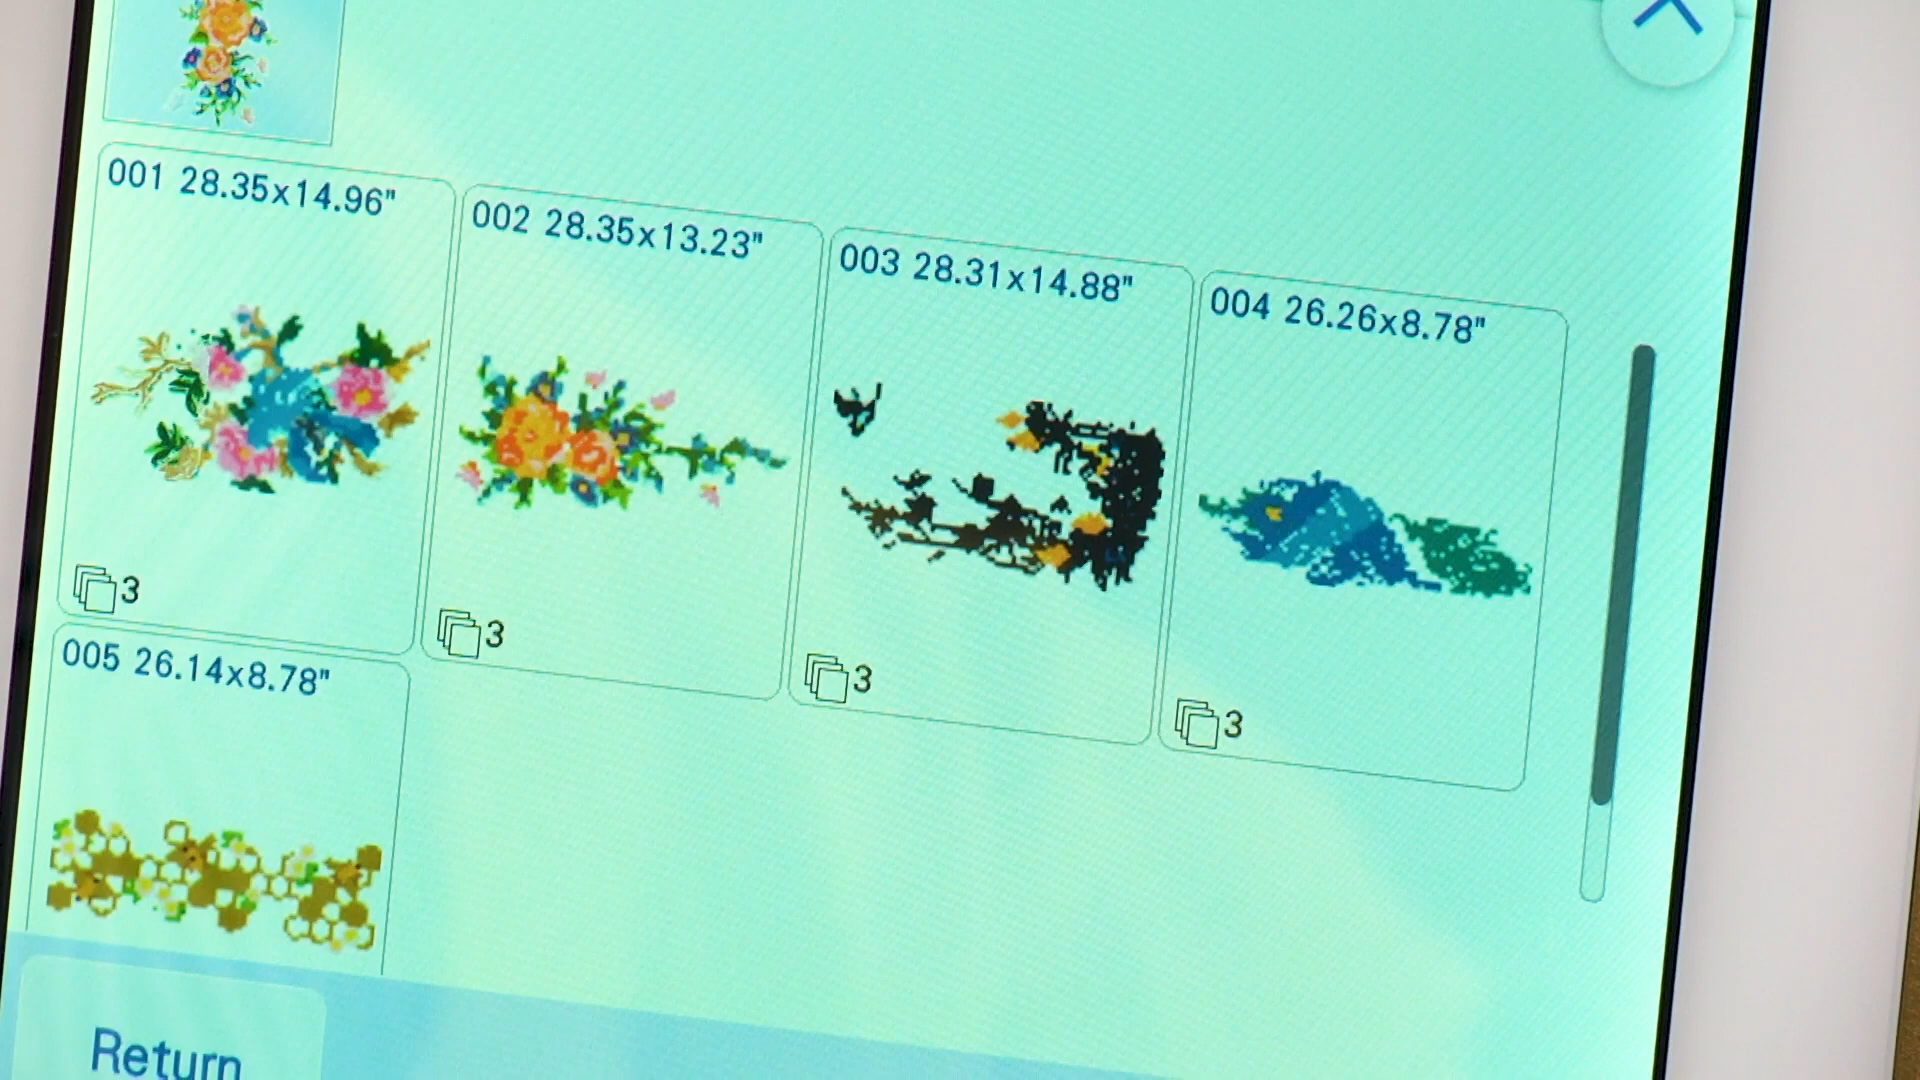 001 28.35x14.96"
002 28.35x13.23"
003 28.31x14.88"
004 26.26x8.78"
3
3
3
3
005 26.14x8.78"
Return